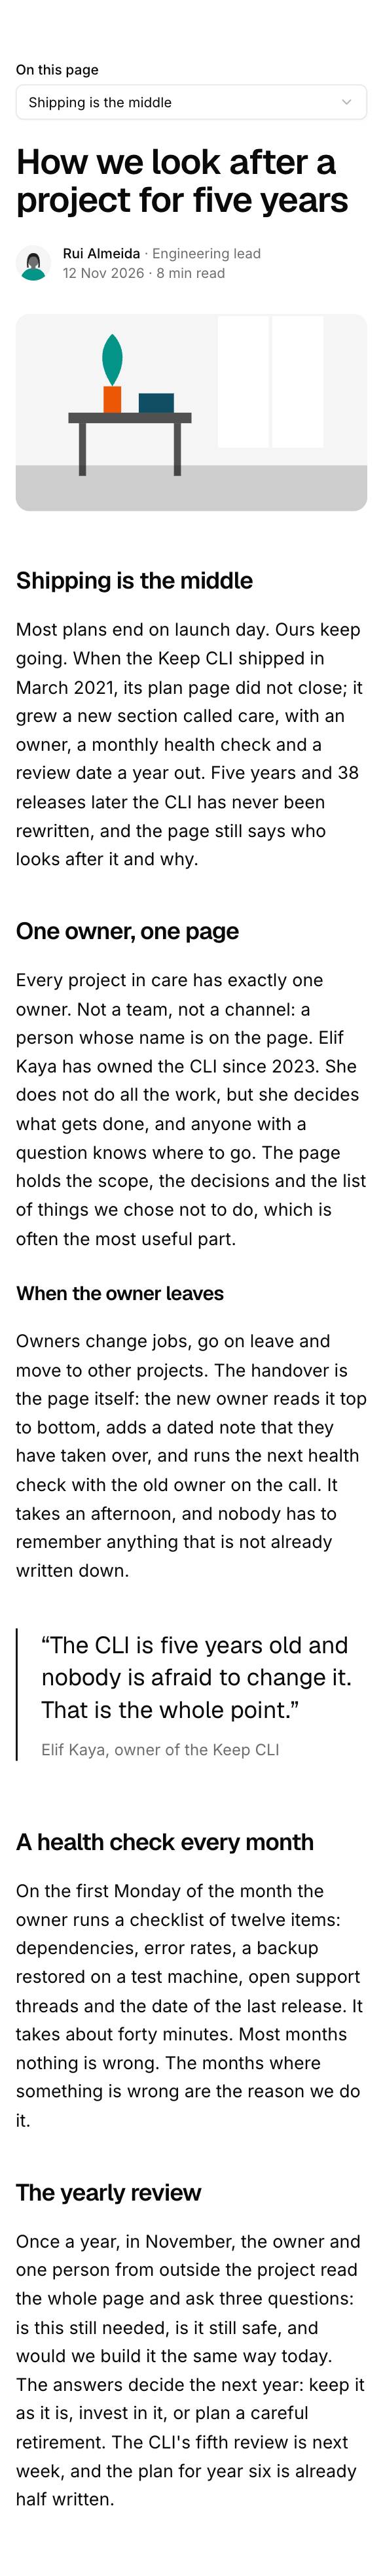 On this page
Shipping is the middle
How we look after a
project for five years
Rui Almeida · Engineering lead
12 Nov 2026 · 8 min read
Shipping is the middle
Most plans end on launch day. Ours keep
going. When the Keep CLI shipped in
March 2021, its plan page did not close; it
grew a new section called care, with an
owner, a monthly health check and a
review date a year out. Five years and 38
releases later the CLI has never been
rewritten, and the page still says who
looks after it and why.
One owner, one page
Every project in care has exactly one
owner. Not a team, not a channel: a
person whose name is on the page. Elif
Kaya has owned the CLI since 2023. She
does not do all the work, but she decides
what gets done, and anyone with a
question knows where to go. The page
holds the scope, the decisions and the list
of things we chose not to do, which is
often the most useful part.
When the owner leaves
Owners change jobs, go on leave and
move to other projects. The handover is
the page itself: the new owner reads it top
to bottom, adds a dated note that they
have taken over, and runs the next health
check with the old owner on the call. It
takes an afternoon, and nobody has to
remember anything that is not already
written down.
“The CLI is five years old and
nobody is afraid to change it.
That is the whole point.”
Elif Kaya, owner of the Keep CLI
A health check every month
On the first Monday of the month the
owner runs a checklist of twelve items:
dependencies, error rates, a backup
restored on a test machine, open support
threads and the date of the last release. It
takes about forty minutes. Most months
nothing is wrong. The months where
something is wrong are the reason we do
it.
The yearly review
Once a year, in November, the owner and
one person from outside the project read
the whole page and ask three questions:
is this still needed, is it still safe, and
would we build it the same way today.
The answers decide the next year: keep it
as it is, invest in it, or plan a careful
retirement. The CLI's fifth review is next
week, and the plan for year six is already
half written.